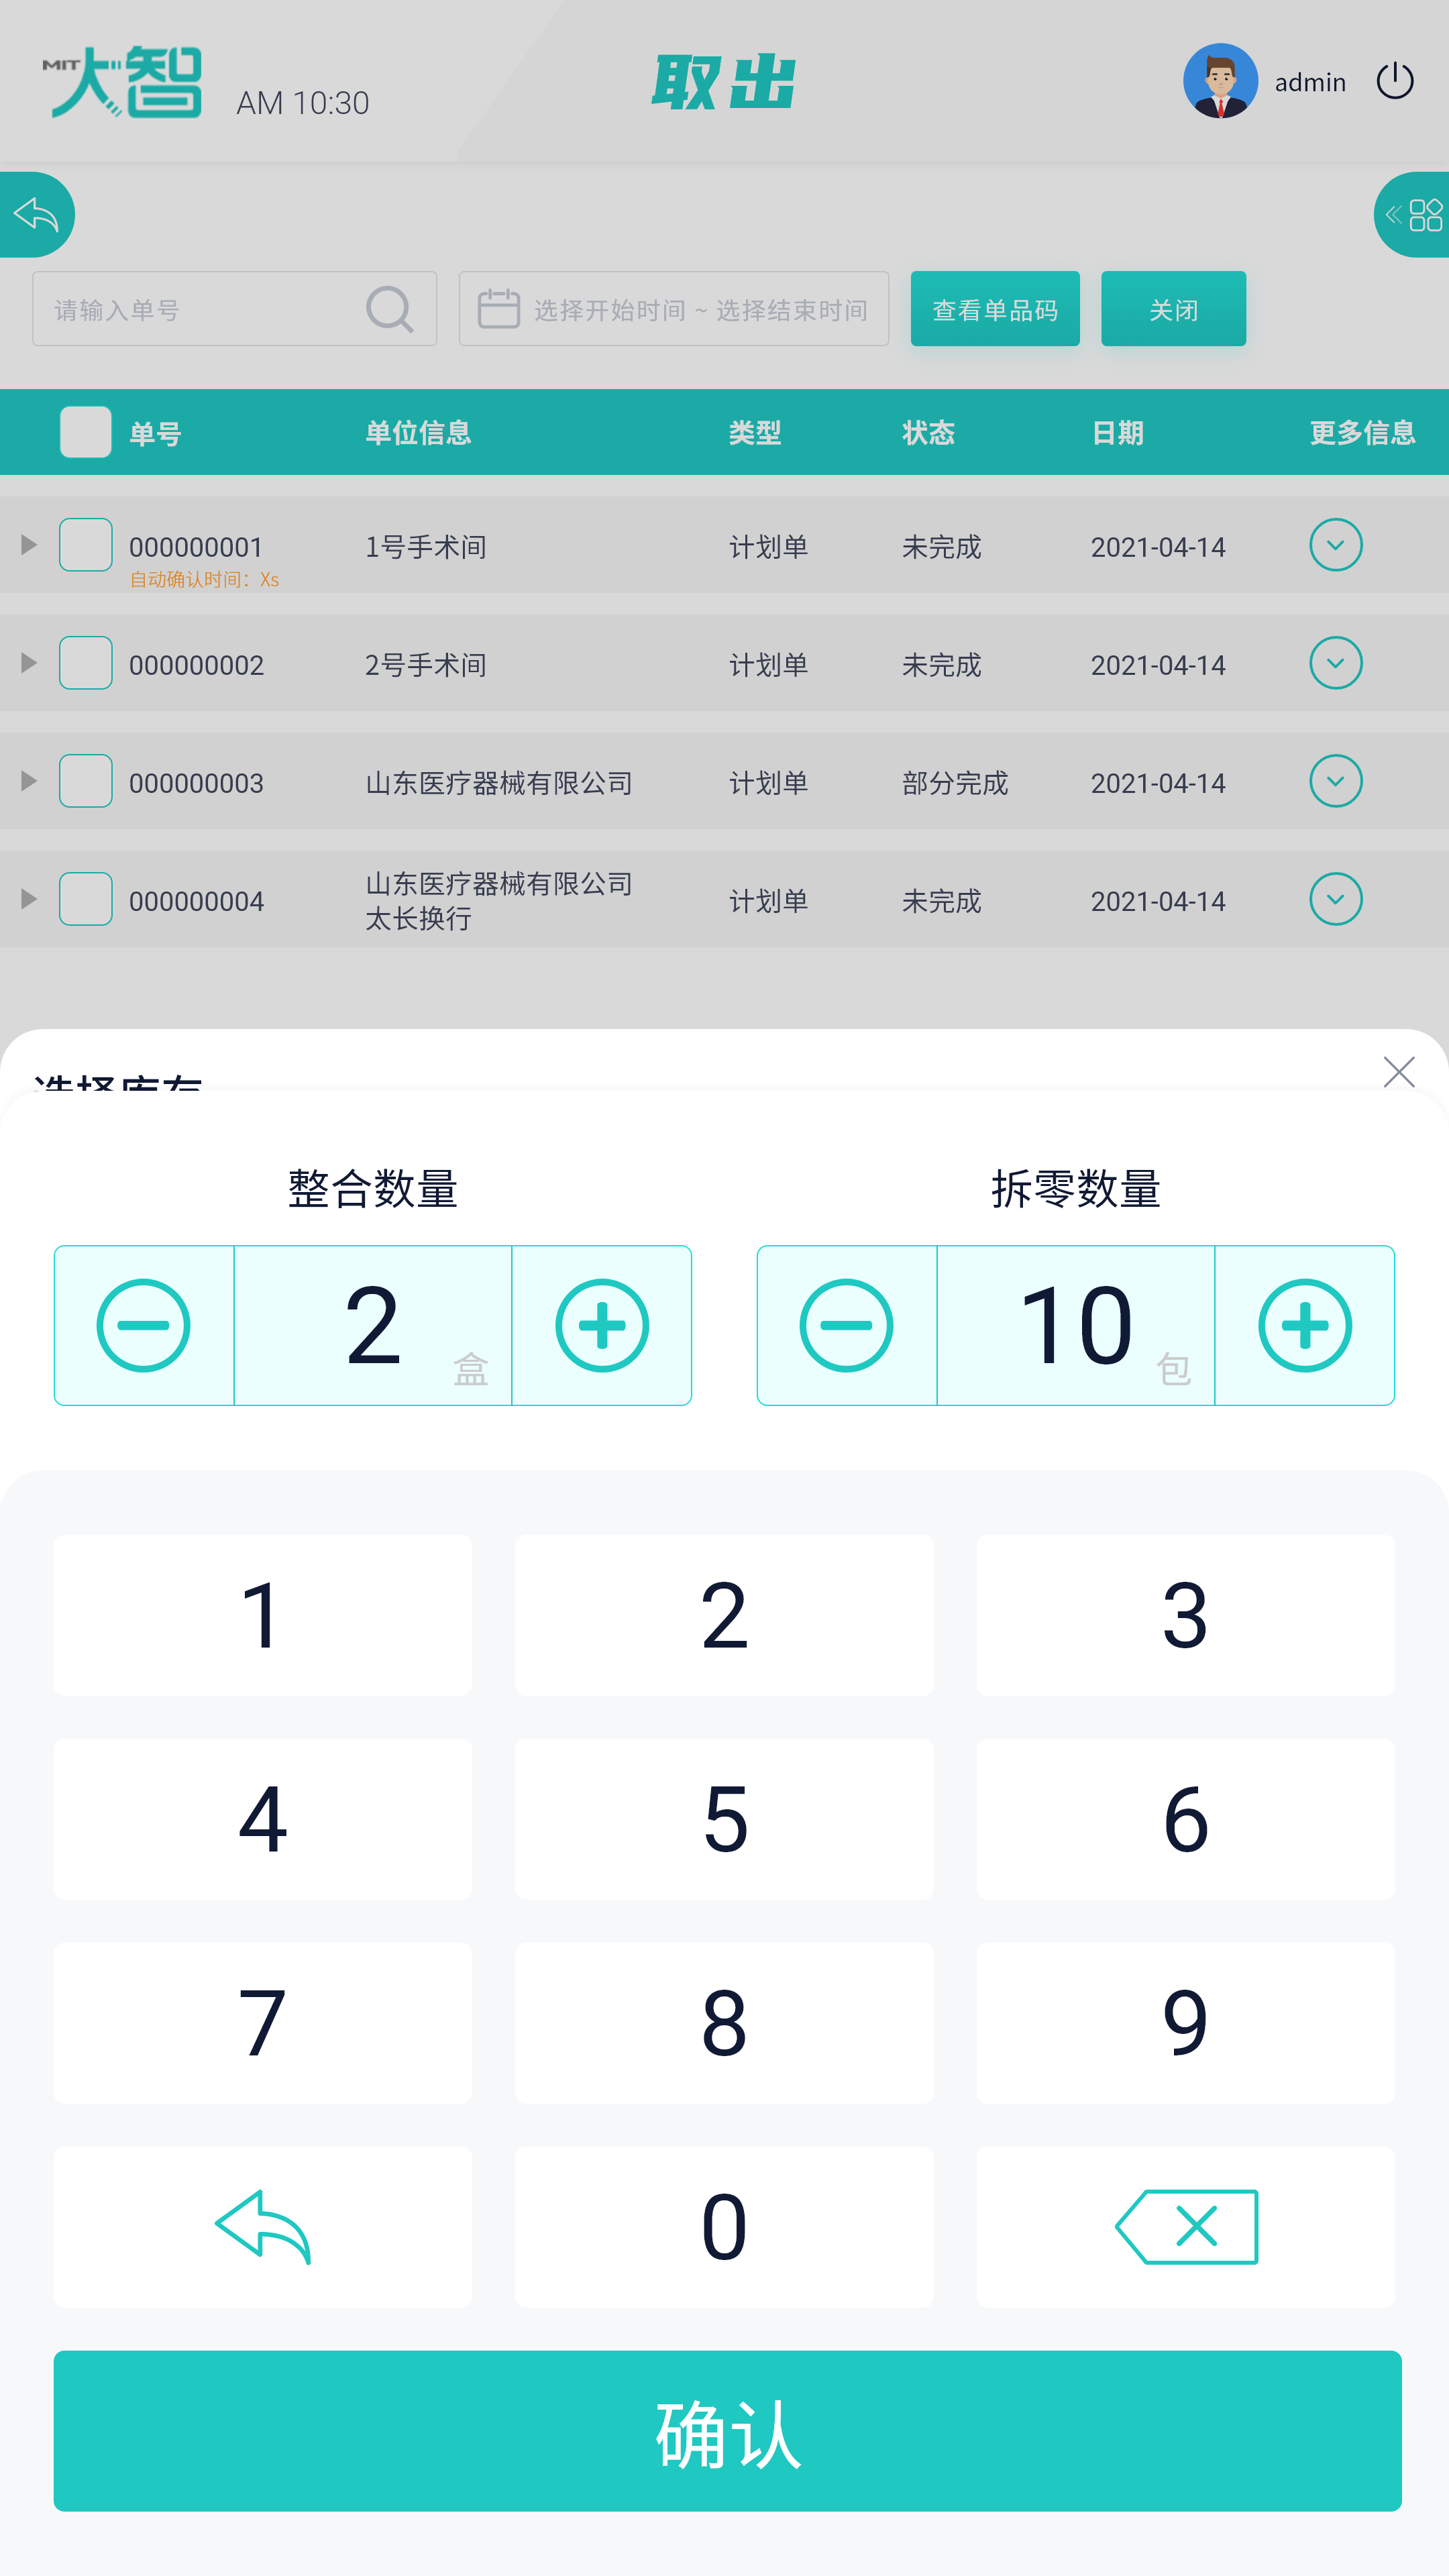 MIT大智
AM 10:30
取出
admin
请输入单号
选择开始时间 ~ 选择结束时间
查看单品码
关闭
单号 单位信息 类型 状态 日期 更多信息
000000001 1号手术间 计划单 未完成 2021-04-14
自动确认时间：Xs
000000002 2号手术间 计划单 未完成 2021-04-14
000000003 山东医疗器械有限公司 计划单 部分完成 2021-04-14
000000004 山东医疗器械有限公司 计划单 未完成 2021-04-14
太长换行
选择库存
整合数量 拆零数量
2 盒 10 包
1 2 3
4 5 6
7 8 9
0
确认